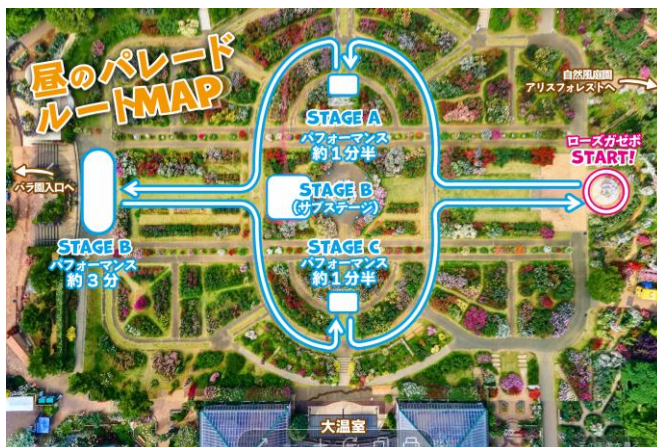 昼のパレード
ルートMAP
自然風庭園
アリスフォレストへ
STAGE A
パフォーマンス
約1分半
ローズガゼボ
START!
バラ園入口へ
STAGE B
(サブステージ)
STAGE B
パフォーマンス
約3分
STAGE C
パフォーマンス
約1分半
大温室